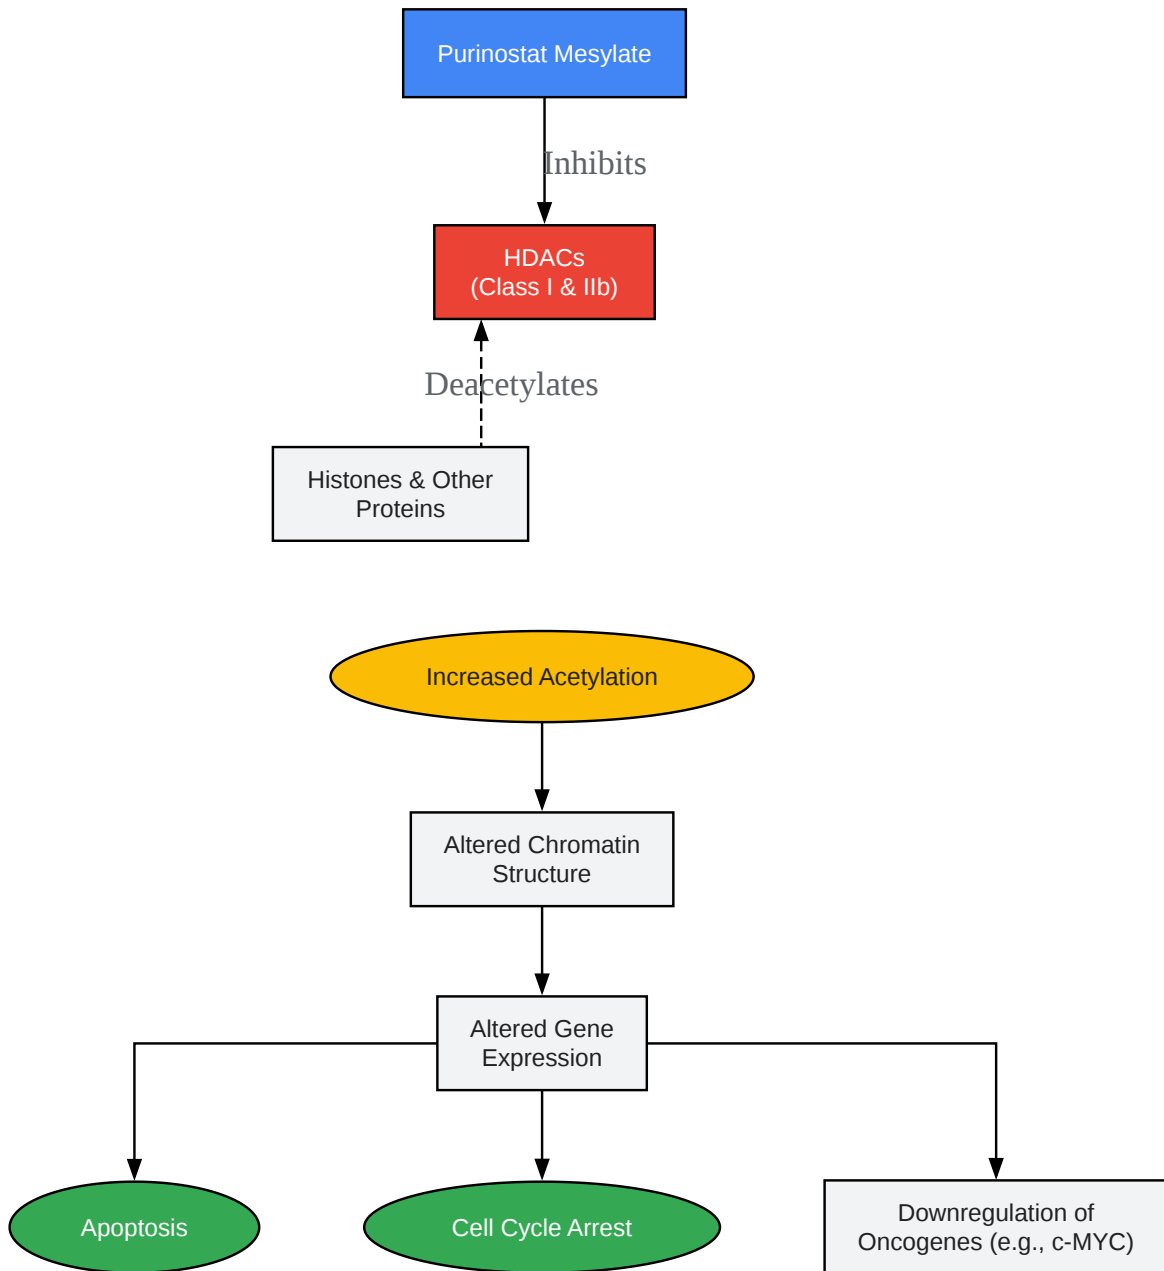 Purinostat Mesylate
Inhibits
HDACs
(Class I & IIb)
Deacetylates
Histones & Other
Proteins
Increased Acetylation
Altered Chromatin
Structure
Altered Gene
Expression
Apoptosis
Cell Cycle Arrest
Downregulation of
Oncogenes (e.g., c-MYC)